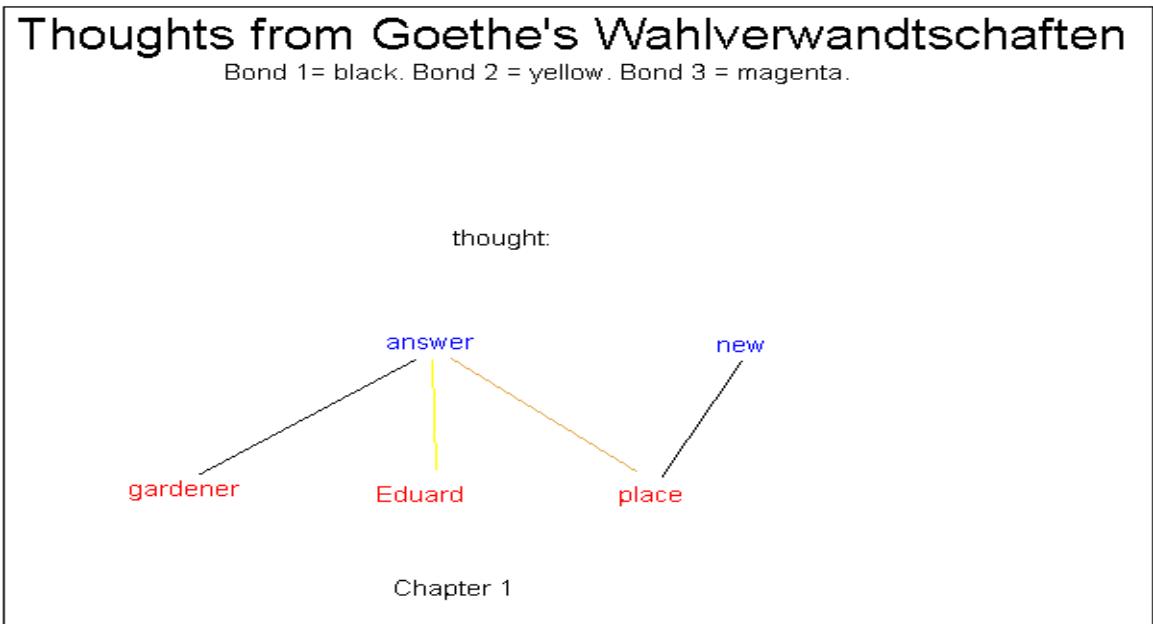 Thoughts from Goethe's Wahlverwandtschaften
Bond 1= black. Bond 2 = yellow. Bond 3 = magenta.
thought:
answer new
gardener Eduard place
Chapter 1